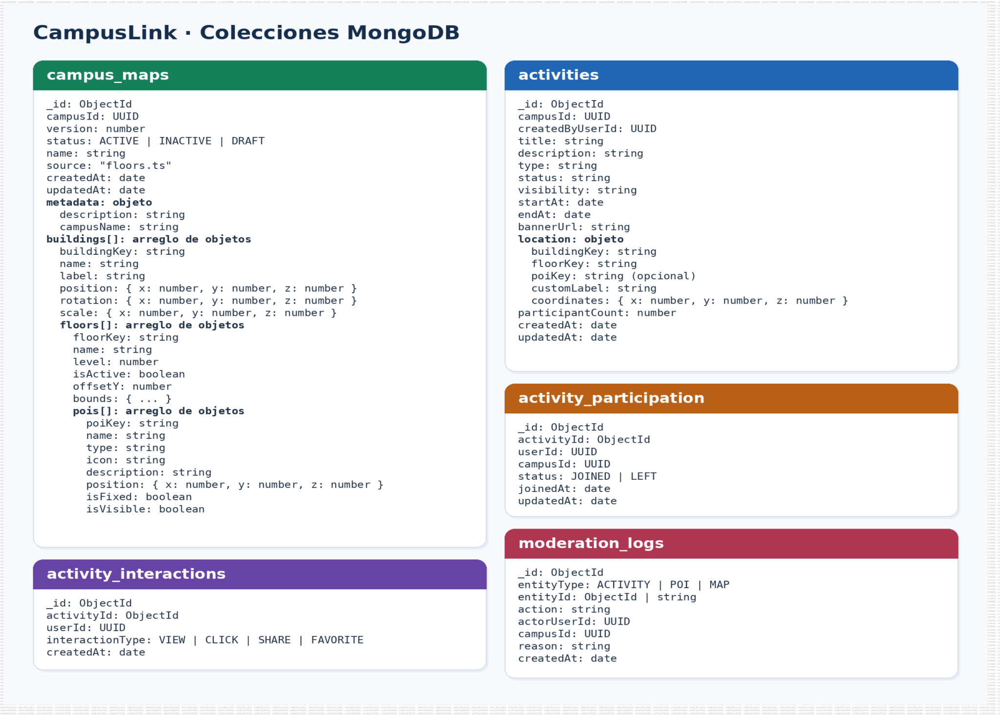 CampusLink · Colecciones MongoDB
campus_maps
_id: ObjectId
campusId: UUID
version: number
status: ACTIVE | INACTIVE | DRAFT
name: string
source: "floors.ts"
createdAt: date
updatedAt: date
metadata: objeto
description: string
campusName: string
buildings[]: arreglo de objetos
buildingKey: string
name: string
label: string
position: { x: number, y: number, z: number }
rotation: { x: number, y: number, z: number }
scale: { x: number, y: number, z: number }
floors[]: arreglo de objetos
floorKey: string
name: string
level: number
isActive: boolean
offsetY: number
bounds: { ... }
pois[]: arreglo de objetos
poiKey: string
name: string
type: string
icon: string
description: string
position: { x: number, y: number, z: number }
isFixed: boolean
isVisible: boolean
activity_interactions
_id: ObjectId
activityId: ObjectId
userId: UUID
interactionType: VIEW | CLICK | SHARE | FAVORITE
createdAt: date
activities
_id: ObjectId
campusId: UUID
createdByUserId: UUID
title: string
description: string
type: string
status: string
visibility: string
startAt: date
endAt: date
bannerUrl: string
location: objeto
buildingKey: string
floorKey: string
poiKey: string (opcional)
customLabel: string
coordinates: { x: number, y: number, z: number }
participantCount: number
createdAt: date
updatedAt: date
activity_participation
_id: ObjectId
activityId: ObjectId
userId: UUID
campusId: UUID
status: JOINED | LEFT
joinedAt: date
updatedAt: date
moderation_logs
_id: ObjectId
entityType: ACTIVITY | POI | MAP
entityId: ObjectId | string
action: string
actorUserId: UUID
campusId: UUID
reason: string
createdAt: date